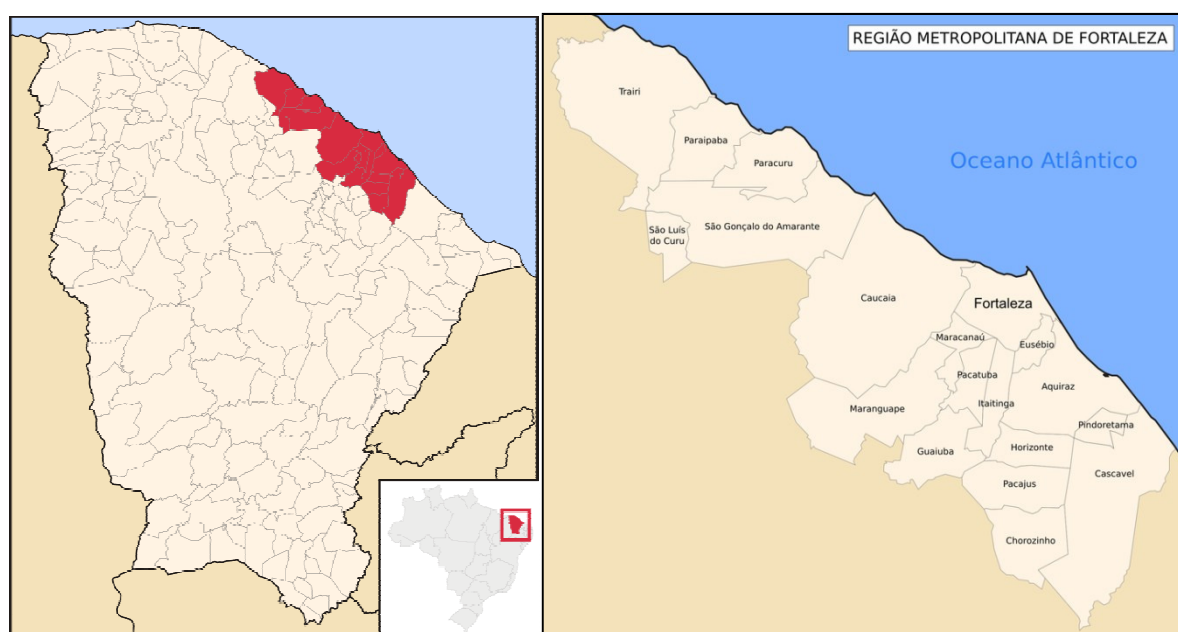 REGIÃO METROPOLITANA DE FORTALEZA
Trairi
Paraipaba
Paracuru
Oceano Atlântico
São Luís
do Curu
São Gonçalo do Amarante
Caucaia
Fortaleza
Maracanaú
Eusébio
Pacatuba
Aquiraz
Maranguape
Itaitinga
Pindoretama
Guaiuba
Horizonte
Cascavel
Pacajus
Chorozinho